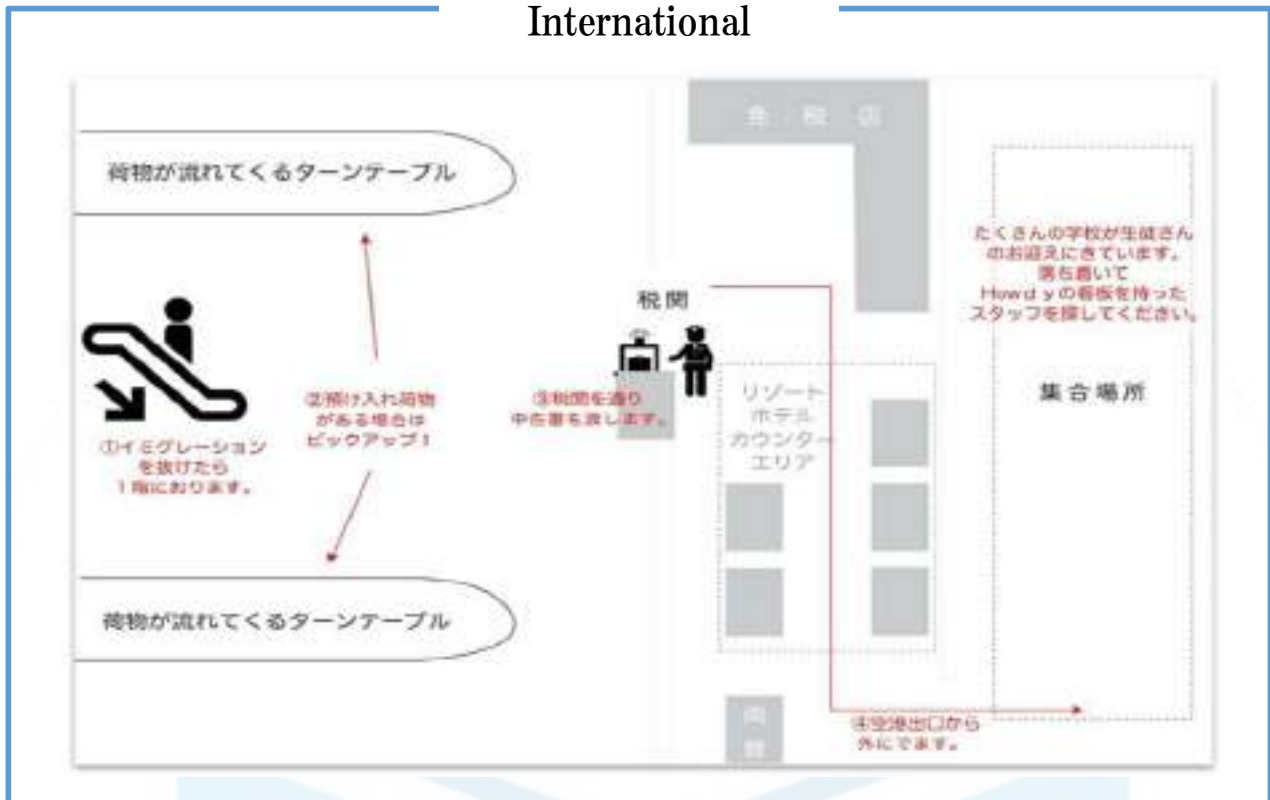 International
免 税 店
荷物が流れてくるターンテーブル
たくさんの学校が生徒さん
のお迎えにきています。
落ち着いて
Howdyの看板を持った
スタッフを探してください。
税関
集合場所
リゾート
ホテル
カウンター
エリア
②預け入れ荷物
がある場合は
ピックアップ!
③税関を通り
申告書を渡します。
①イミグレーション
を抜けたら
1階におります。
荷物が流れてくるターンテーブル
④空港出口から
外にでます。